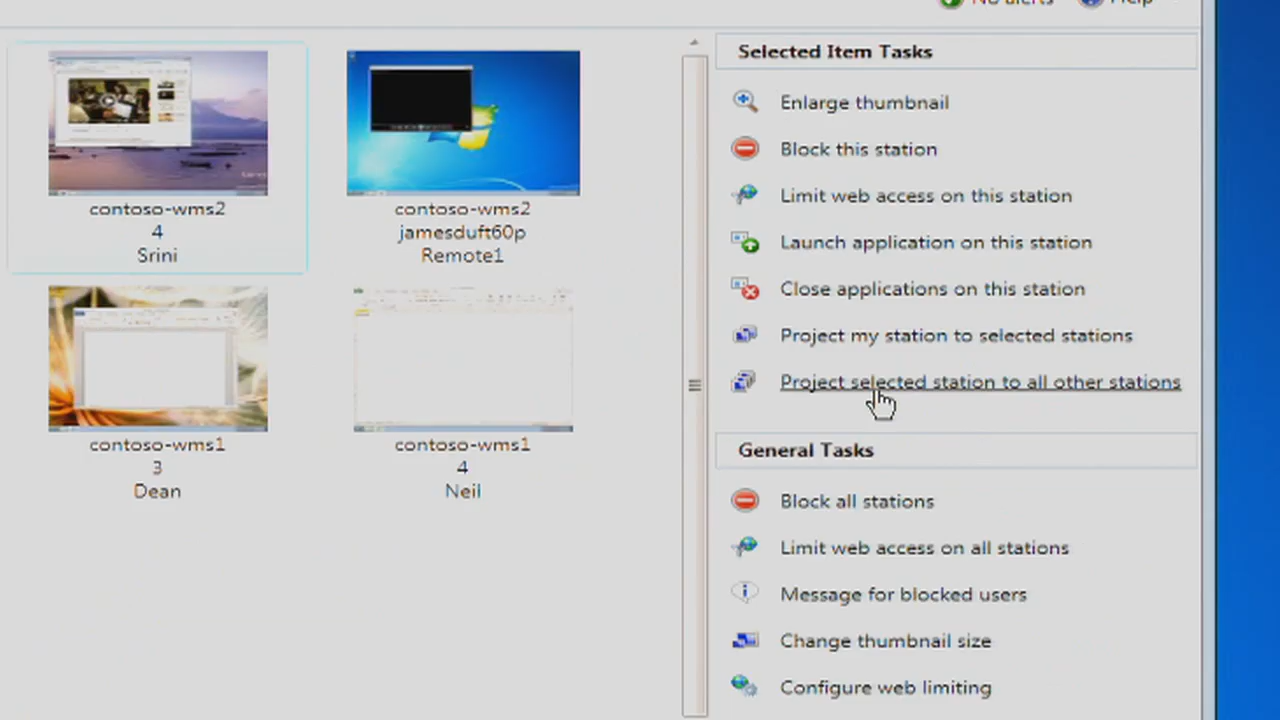 No alerts Help
Selected Item Tasks
Enlarge thumbnail
Block this station
Limit web access on this station
Launch application on this station
Close applications on this station
Project my station to selected stations
Project selected station to all other stations
General Tasks
Block all stations
Limit web access on all stations
Message for blocked users
Change thumbnail size
Configure web limiting
contoso-wms2
4
Srini
contoso-wms2
jamesduft60p
Remote1
contoso-wms1
3
Dean
contoso-wms1
4
Neil